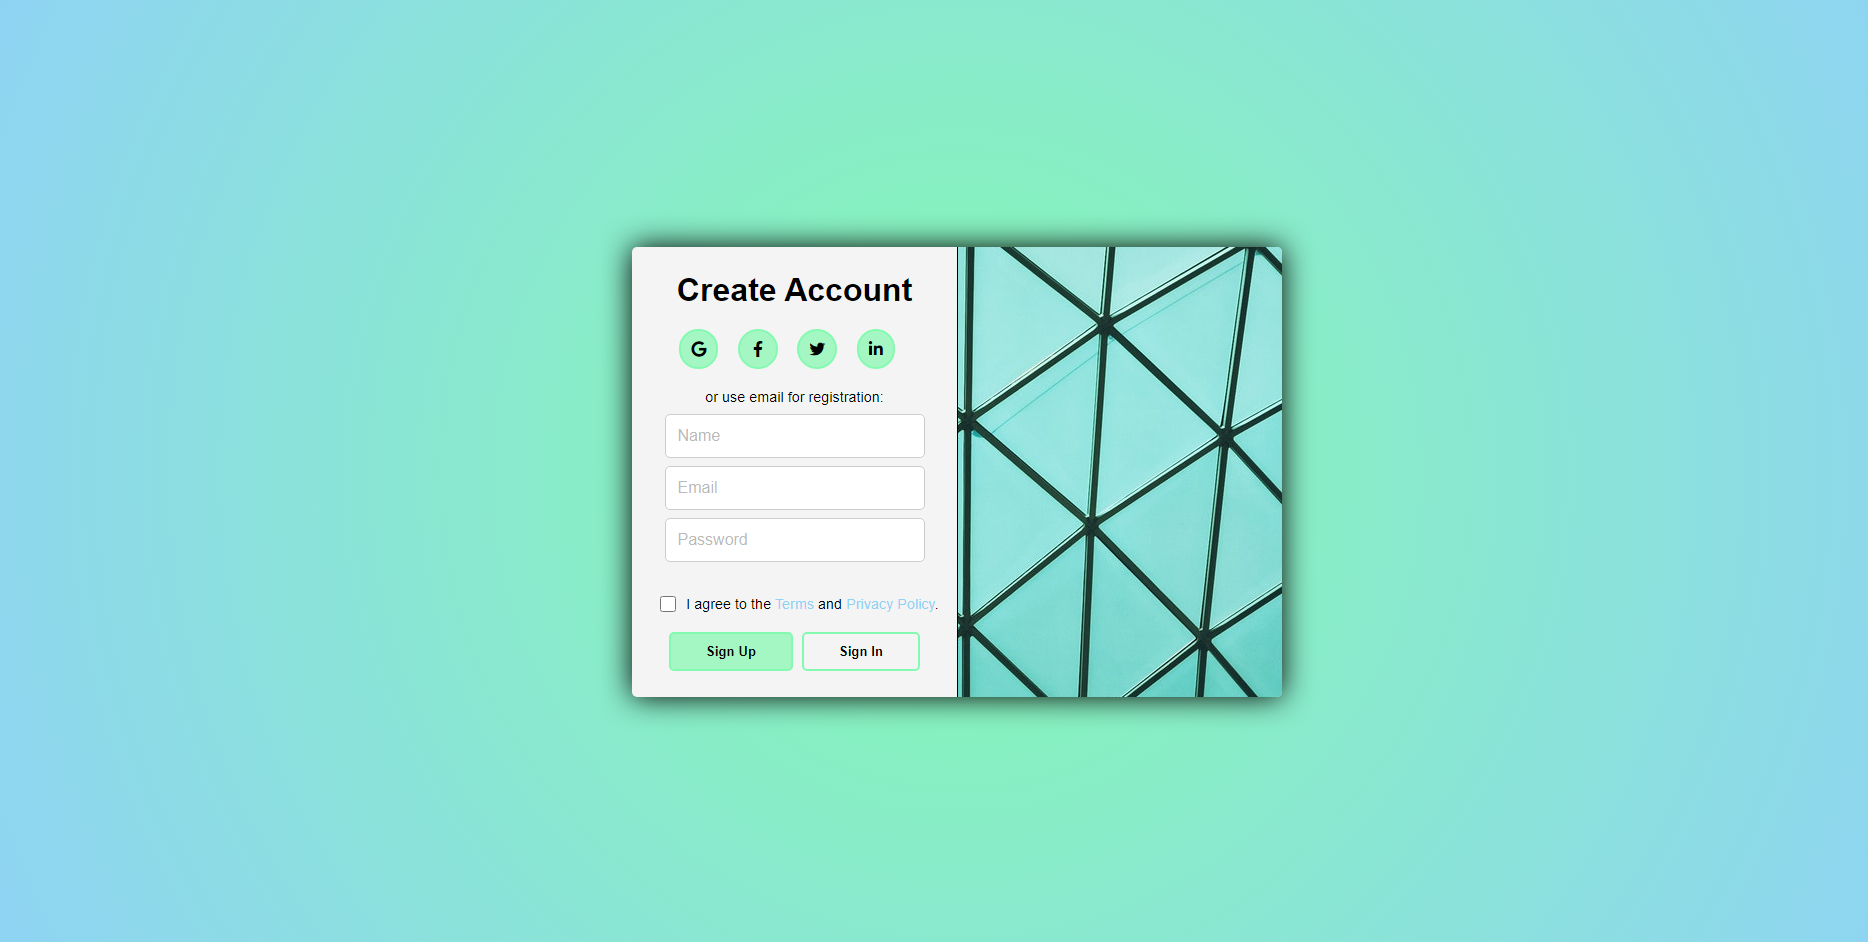 Create Account
or use email for registration:
Name
Email
Password
I agree to the Terms and Privacy Policy.
Sign Up
Sign In